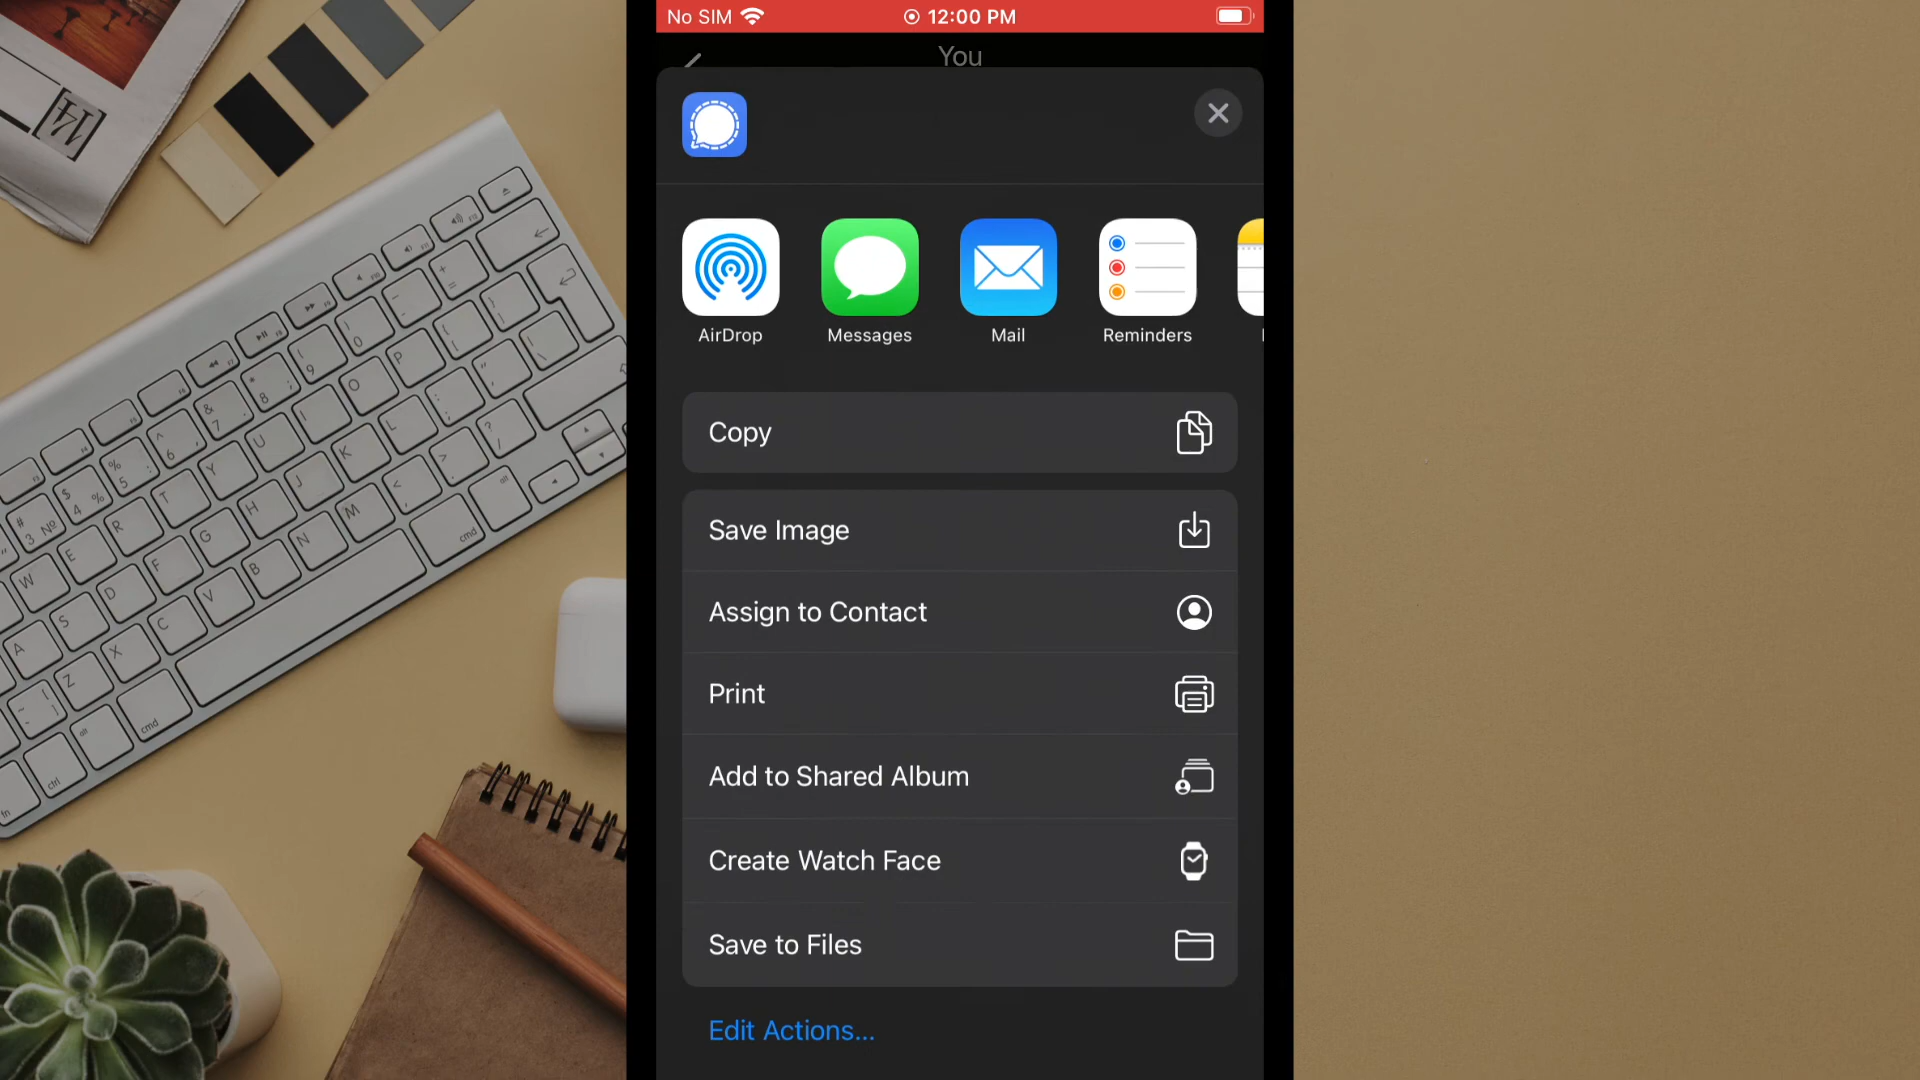 No SIM
12:00 PM
You
AirDrop
Messages
Mail
Reminders
Copy
Save Image
Assign to Contact
Print
Add to Shared Album
Create Watch Face
Save to Files
Edit Actions...
14